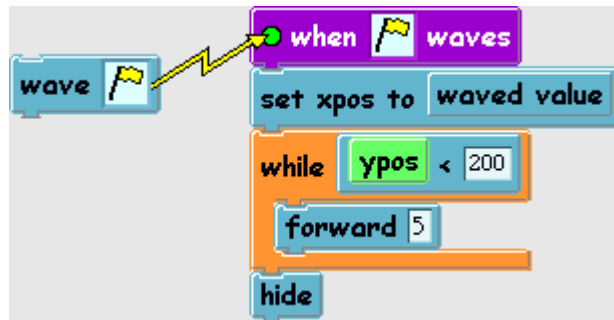 when waves
wave
set xpos to waved value
while ypos < 200
forward 5
hide